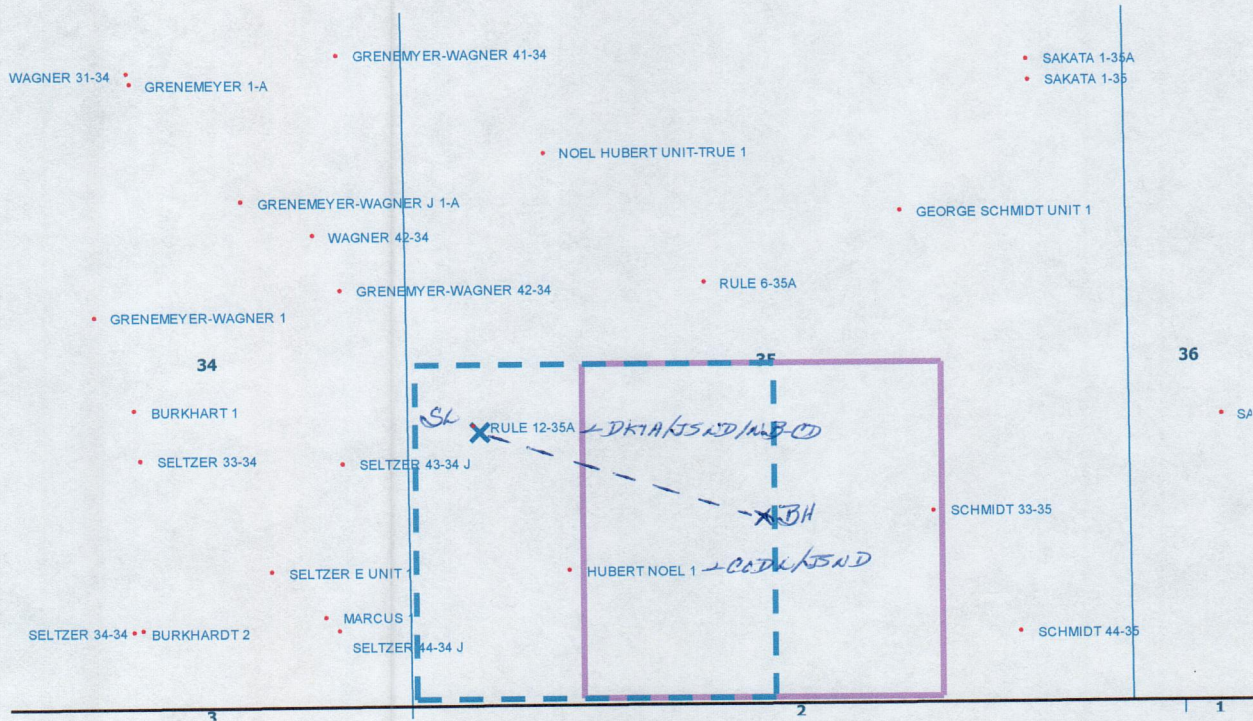 GRENEMYER-WAGNER 41-34
SAKATA 1-35A
WAGNER 31-34
SAKATA 1-35
GRENEMEYER 1-A
NOEL HUBERT UNIT-TRUE 1
GRENEMEYER-WAGNER J 1-A
GEORGE SCHMIDT UNIT 1
WAGNER 42-34
RULE 6-35A
GRENEMYER-WAGNER 42-34
GRENEMEYER-WAGNER 1
34
35
36
BURKHART 1
SA
SL
RULE 12-35A
SELTZER 33-34
SELTZER 43-34 J
BH
SCHMIDT 33-35
SELTZER E UNIT 1
HUBERT NOEL 1
MARCUS 1
SELTZER 34-34
BURKHARDT 2
SCHMIDT 44-35
SELTZER 44-34 J
3
2
1